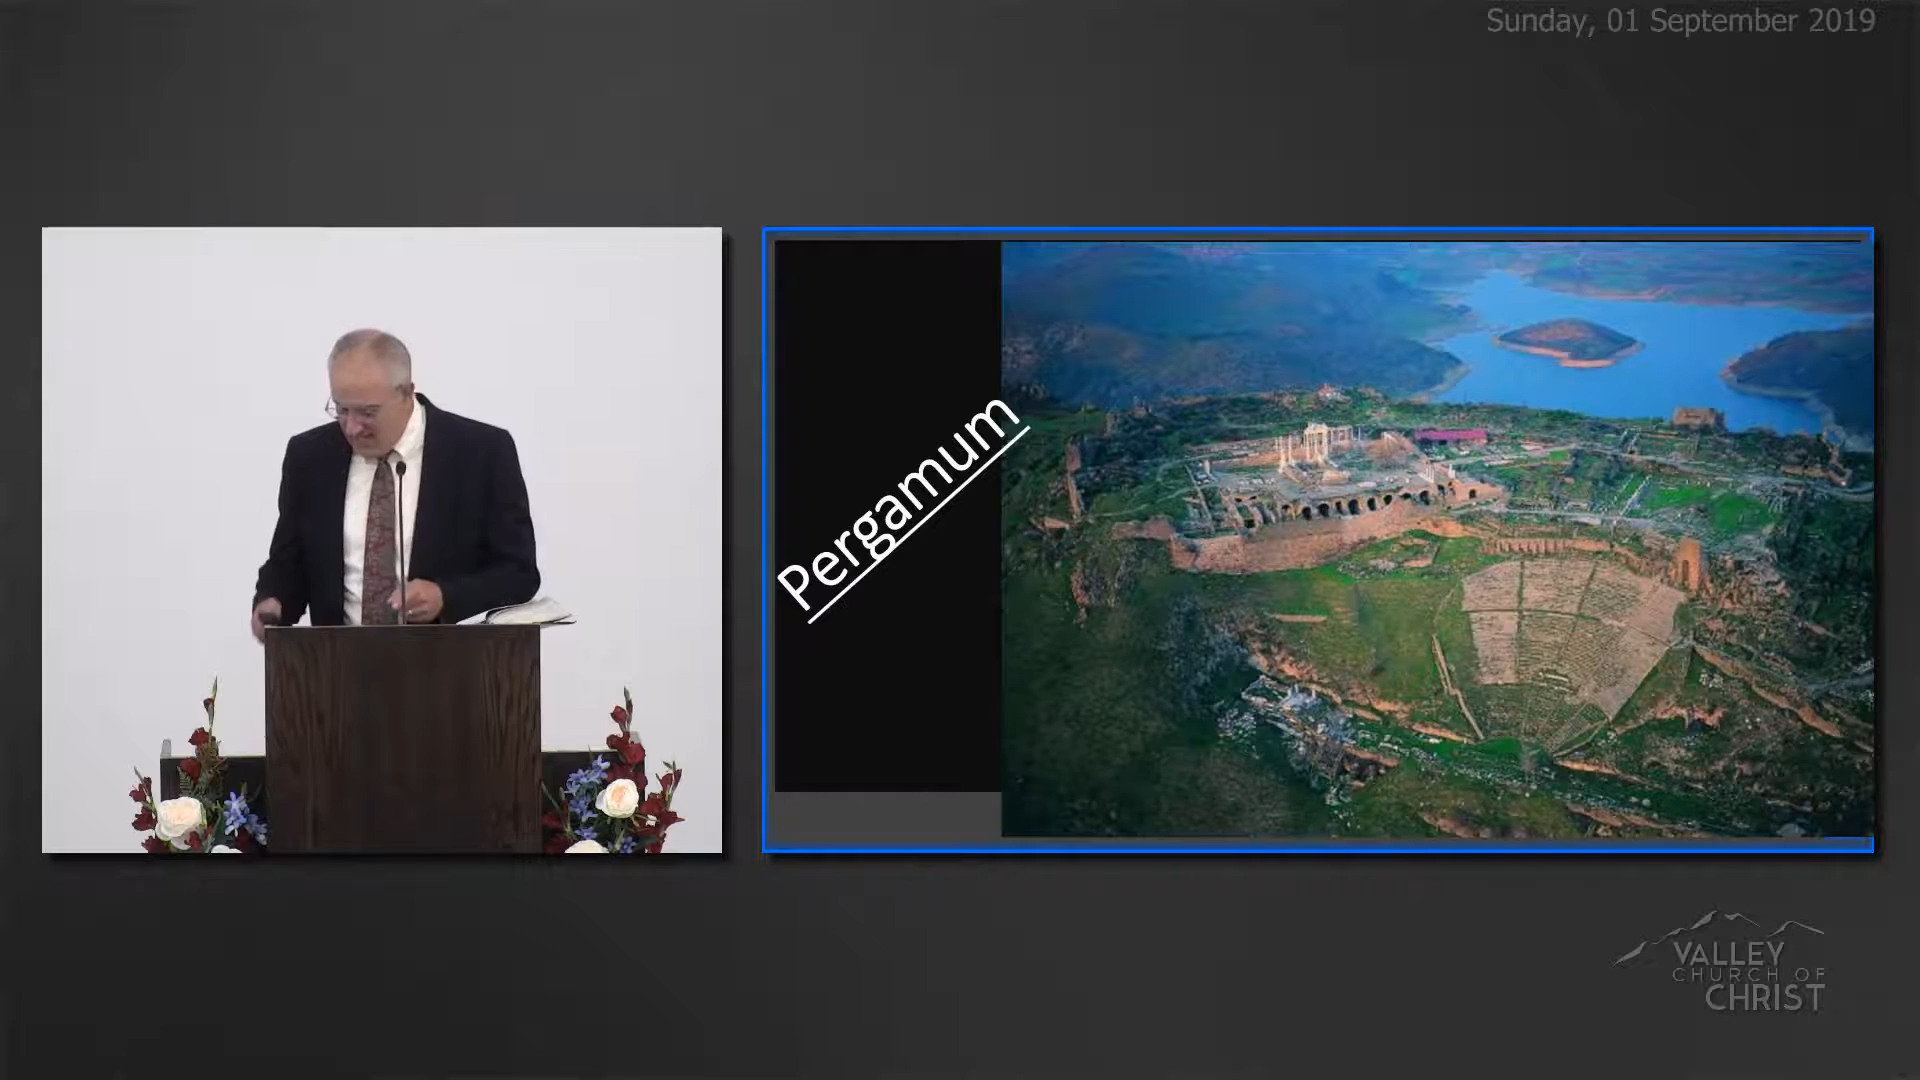 Sunday, 01 September 2019
Pergamum
VALLEY
CHURCH OF
CHRIST